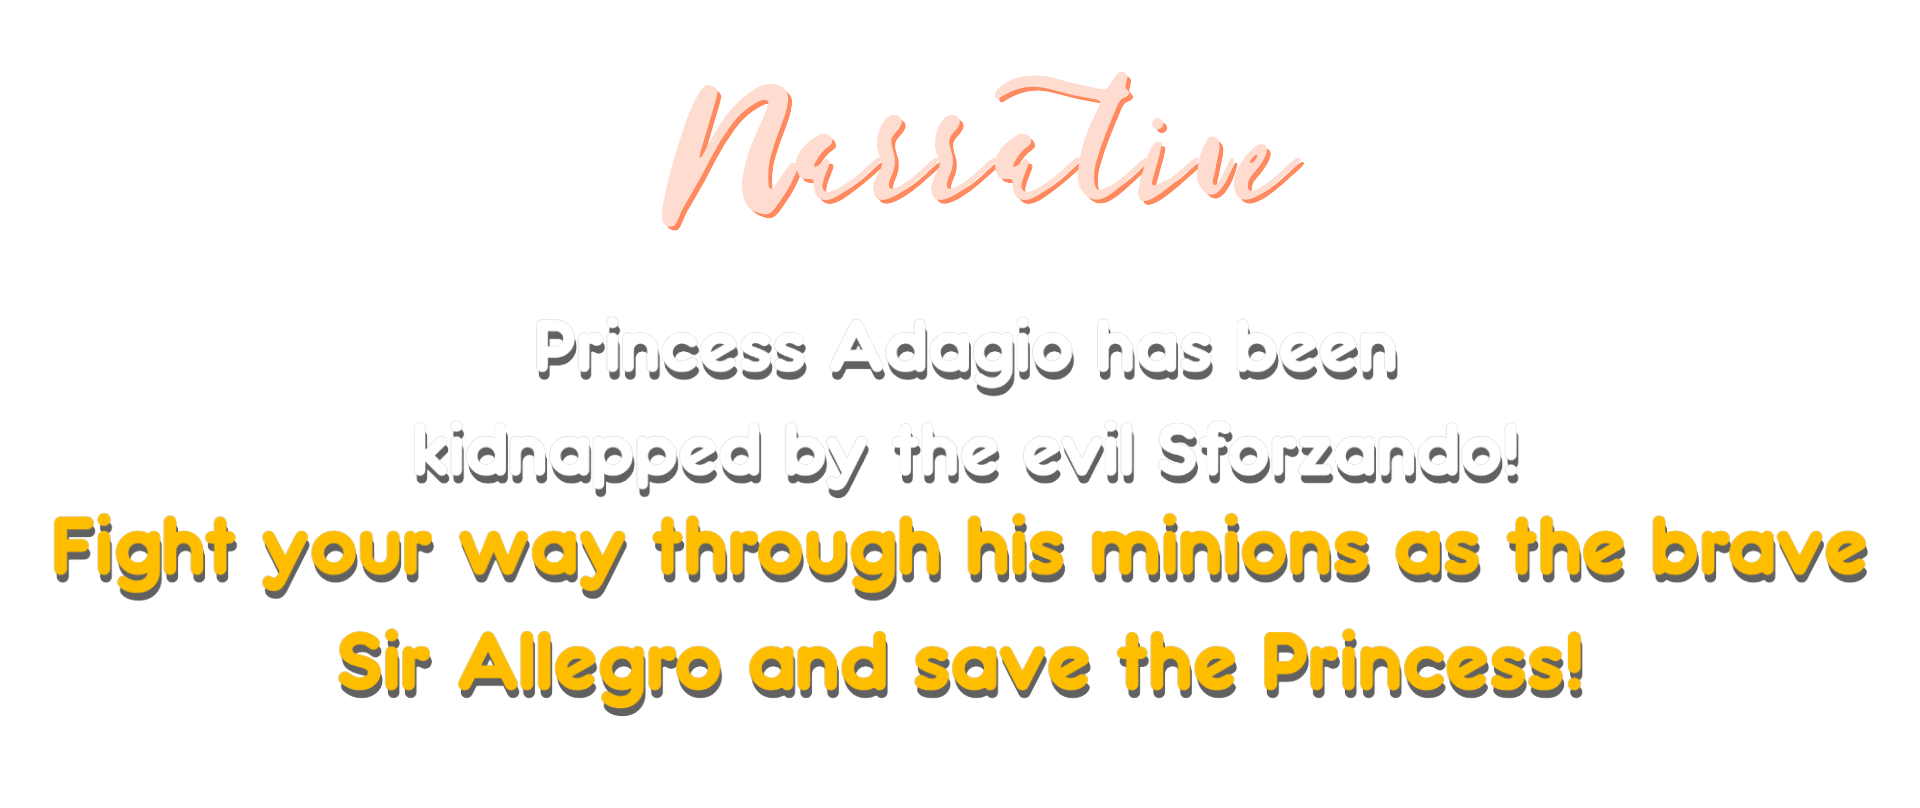 Narrative
Princess Adagio has been
kidnapped by the evil Sforzando!
Fight your way through his minions as the brave
Sir Allegro and save the Princess!